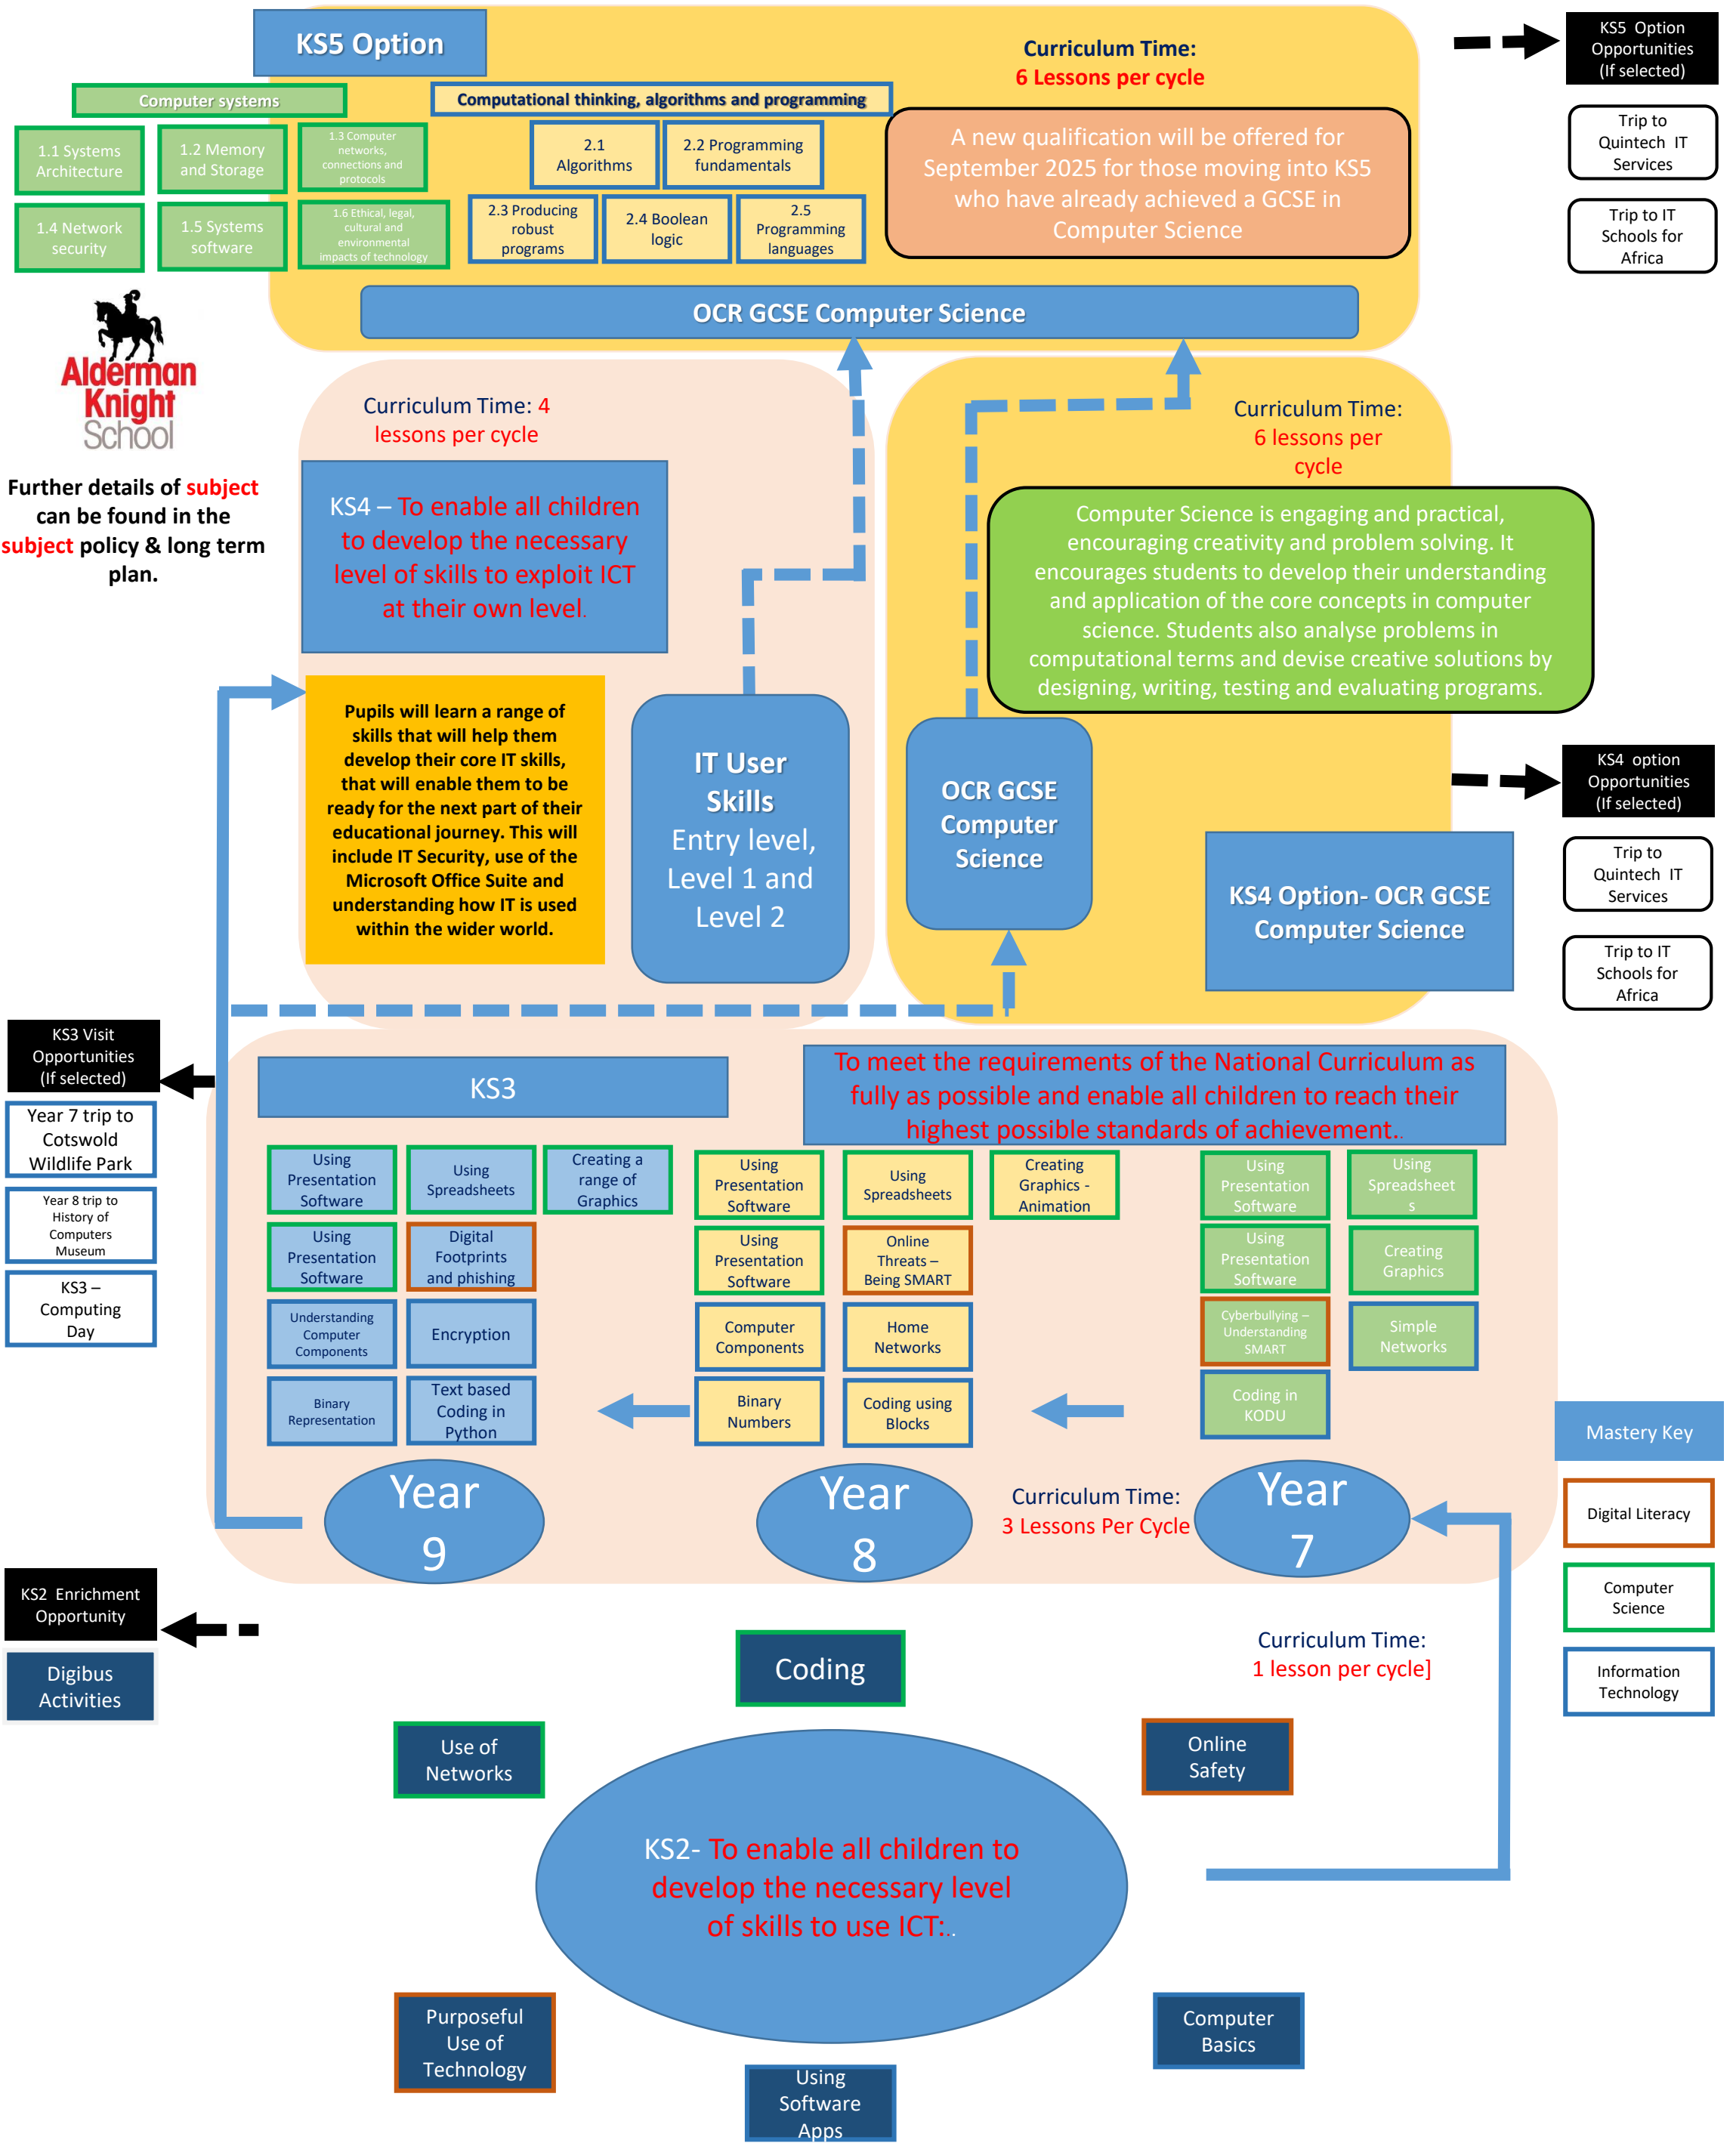 KS5 Option
Curriculum Time:
6 Lessons per cycle
KS5 Option
Opportunities
(If selected)
Trip to
Quintech IT
Services
Trip to IT
Schools for
Africa
Computer systems
1.1 Systems
Architecture
1.2 Memory
and Storage
1.3 Computer
networks,
connections and
protocols
1.4 Network
security
1.5 Systems
software
1.6 Ethical, legal,
cultural and
environmental
impacts of technology
Computational thinking, algorithms and programming
2.1
Algorithms
2.2 Programming
fundamentals
2.3 Producing
robust
programs
2.4 Boolean
logic
2.5
Programming
languages
A new qualification will be offered for
September 2025 for those moving into KS5
who have already achieved a GCSE in
Computer Science
OCR GCSE Computer Science
Alderman
Knight
School
Further details of subject
can be found in the
subject policy & long term
plan.
Curriculum Time: 4
lessons per cycle
KS4 – To enable all children
to develop the necessary
level of skills to exploit ICT
at their own level.
Pupils will learn a range of
skills that will help them
develop their core IT skills,
that will enable them to be
ready for the next part of their
educational journey. This will
include IT Security, use of the
Microsoft Office Suite and
understanding how IT is used
within the wider world.
IT User
Skills
Entry level,
Level 1 and
Level 2
Curriculum Time:
6 lessons per
cycle
Computer Science is engaging and practical,
encouraging creativity and problem solving. It
encourages students to develop their understanding
and application of the core concepts in computer
science. Students also analyse problems in
computational terms and devise creative solutions by
designing, writing, testing and evaluating programs.
OCR GCSE
Computer
Science
KS4 Option- OCR GCSE
Computer Science
KS4 option
Opportunities
(If selected)
Trip to
Quintech IT
Services
Trip to IT
Schools for
Africa
KS3 Visit
Opportunities
(If selected)
Year 7 trip to
Cotswold
Wildlife Park
Year 8 trip to
History of
Computers
Museum
KS3 –
Computing
Day
KS3
To meet the requirements of the National Curriculum as
fully as possible and enable all children to reach their
highest possible standards of achievement..
Using
Presentation
Software
Using
Spreadsheets
Creating a
range of
Graphics
Using
Presentation
Software
Digital
Footprints
and phishing
Understanding
Computer
Components
Encryption
Binary
Representation
Text based
Coding in
Python
Year
9
Using
Presentation
Software
Using
Spreadsheets
Creating
Graphics -
Animation
Using
Presentation
Software
Online
Threats –
Being SMART
Computer
Components
Home
Networks
Binary
Numbers
Coding using
Blocks
Year
8
Curriculum Time:
3 Lessons Per Cycle
Using
Presentation
Software
Using
Spreadsheet
s
Using
Presentation
Software
Creating
Graphics
Cyberbullying –
Understanding
SMART
Simple
Networks
Coding in
KODU
Year
7
Mastery Key
Digital Literacy
Computer
Science
Information
Technology
KS2 Enrichment
Opportunity
Digibus
Activities
Curriculum Time:
1 lesson per cycle]
Coding
Use of
Networks
Online
Safety
KS2- To enable all children to
develop the necessary level
of skills to use ICT:..
Purposeful
Use of
Technology
Computer
Basics
Using
Software
Apps